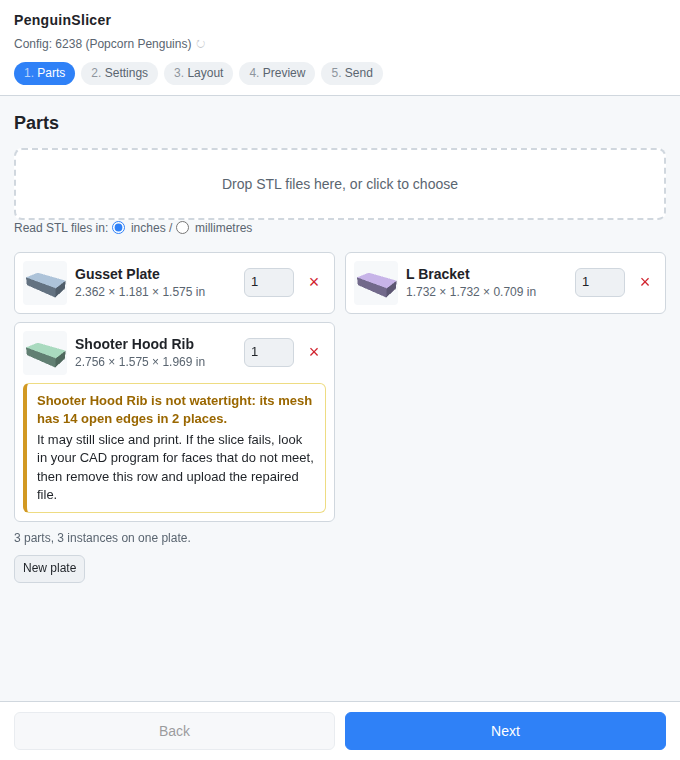 PenguinSlicer
Config: 6238 (Popcorn Penguins)
1. Parts
2. Settings
3. Layout
4. Preview
5. Send
Parts
Drop STL files here, or click to choose
Read STL files in: inches / millimetres
Gusset Plate
2.362 × 1.181 × 1.575 in
1
×
L Bracket
1.732 × 1.732 × 0.709 in
1
×
Shooter Hood Rib
2.756 × 1.575 × 1.969 in
1
×
Shooter Hood Rib is not watertight: its mesh
has 14 open edges in 2 places.
It may still slice and print. If the slice fails, look
in your CAD program for faces that do not meet,
then remove this row and upload the repaired
file.
3 parts, 3 instances on one plate.
New plate
Back
Next